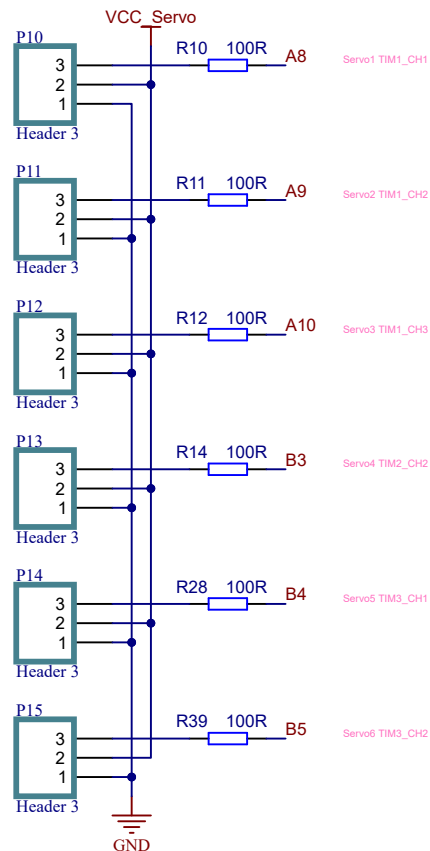 VCC_Servo
P10
R10 100R A8 Servo1 TIM1_CH1
3
2
1
Header 3
P11
R11 100R A9 Servo2 TIM1_CH2
3
2
1
Header 3
P12
R12 100R A10 Servo3 TIM1_CH3
3
2
1
Header 3
P13
R14 100R B3 Servo4 TIM2_CH2
3
2
1
Header 3
P14
R28 100R B4 Servo5 TIM3_CH1
3
2
1
Header 3
P15
R39 100R B5 Servo6 TIM3_CH2
3
2
1
Header 3
GND